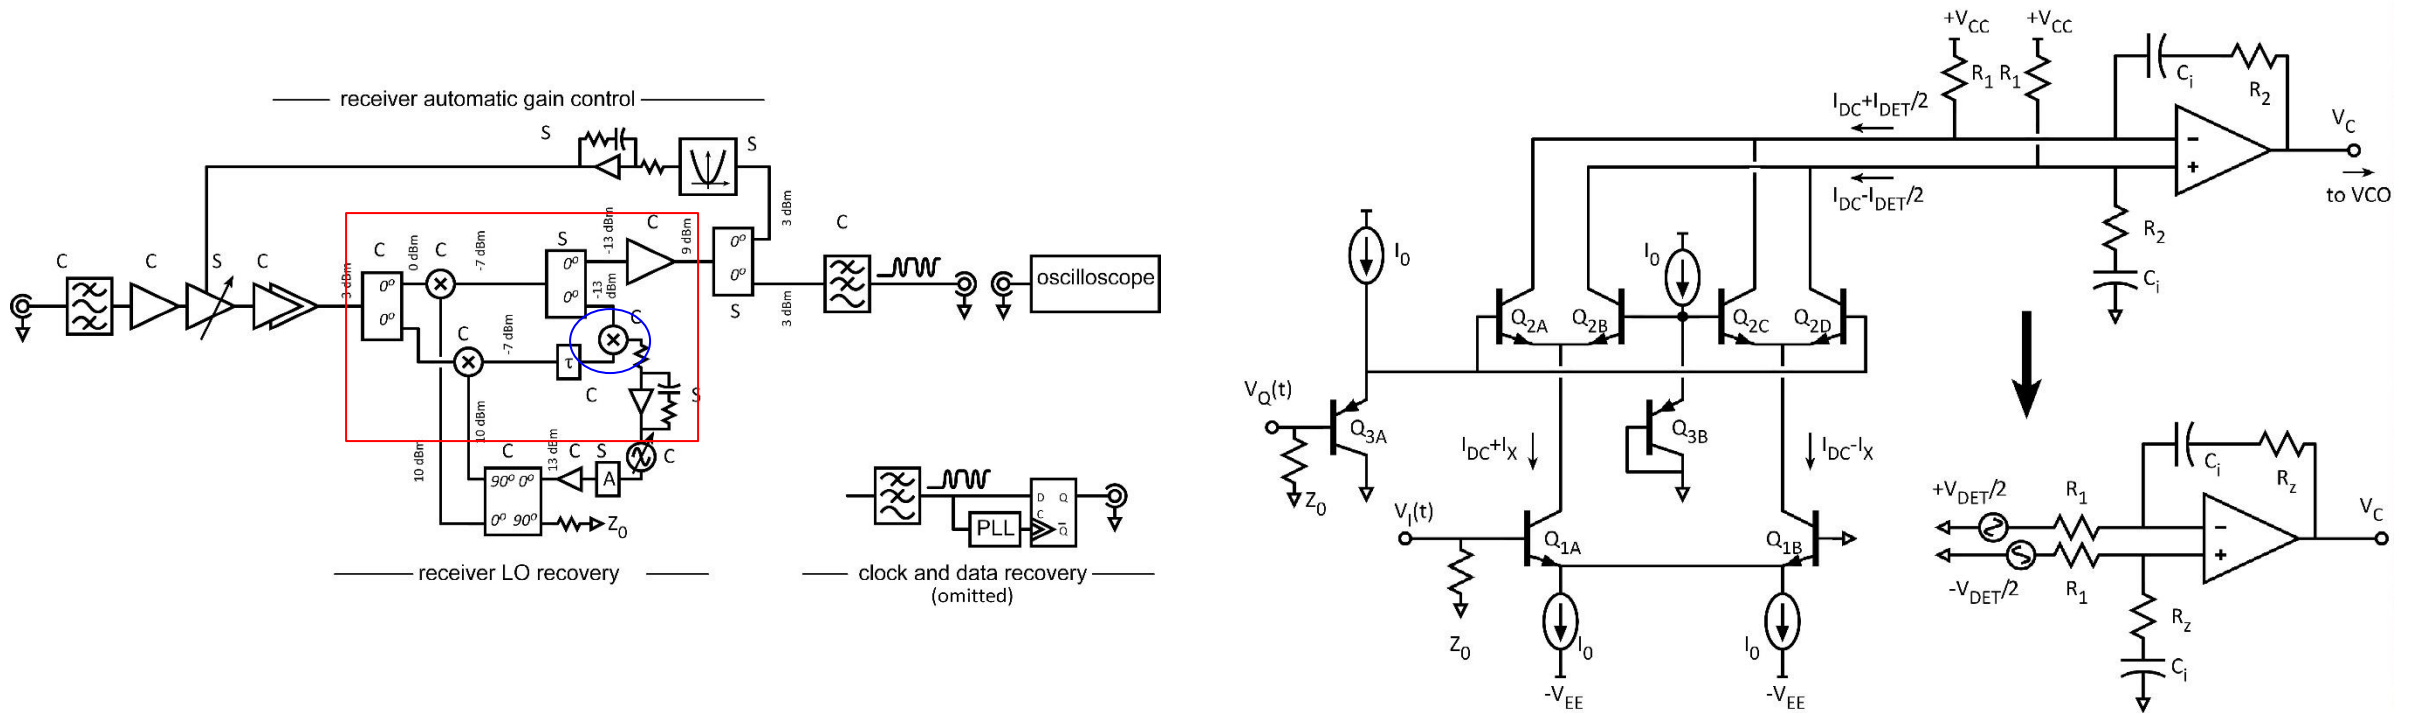 receiver automatic gain control
S
S
3 dBm
C
C
S
C
3 dBm
C
0°
0°
0 dBm
C
-7 dBm
S
0°
0°
-13 dBm
C
9 dBm
-13 dBm
C
0°
0°
S
3 dBm
C
oscilloscope
C
-7 dBm
τ
C
S
10 dBm
10 dBm
C
13 dBm
C
S
A
C
90° 0°
0° 90°
Z0
receiver LO recovery
D Q
C
Q
PLL
clock and data recovery
(omitted)
+VCC
+VCC
R1
R1
Ci
R2
IDC+IDET/2
IDC-IDET/2
−
+
VC
to VCO
R2
Ci
I0
I0
Q2A
Q2B
Q2C
Q2D
VQ(t)
Q3A
Z0
Q3B
IDC+IX
IDC-IX
VI(t)
Q1A
Q1B
Z0
I0
I0
-VEE
-VEE
Ci
Rz
+VDET/2
R1
−
+
VC
-VDET/2
R1
Rz
Ci